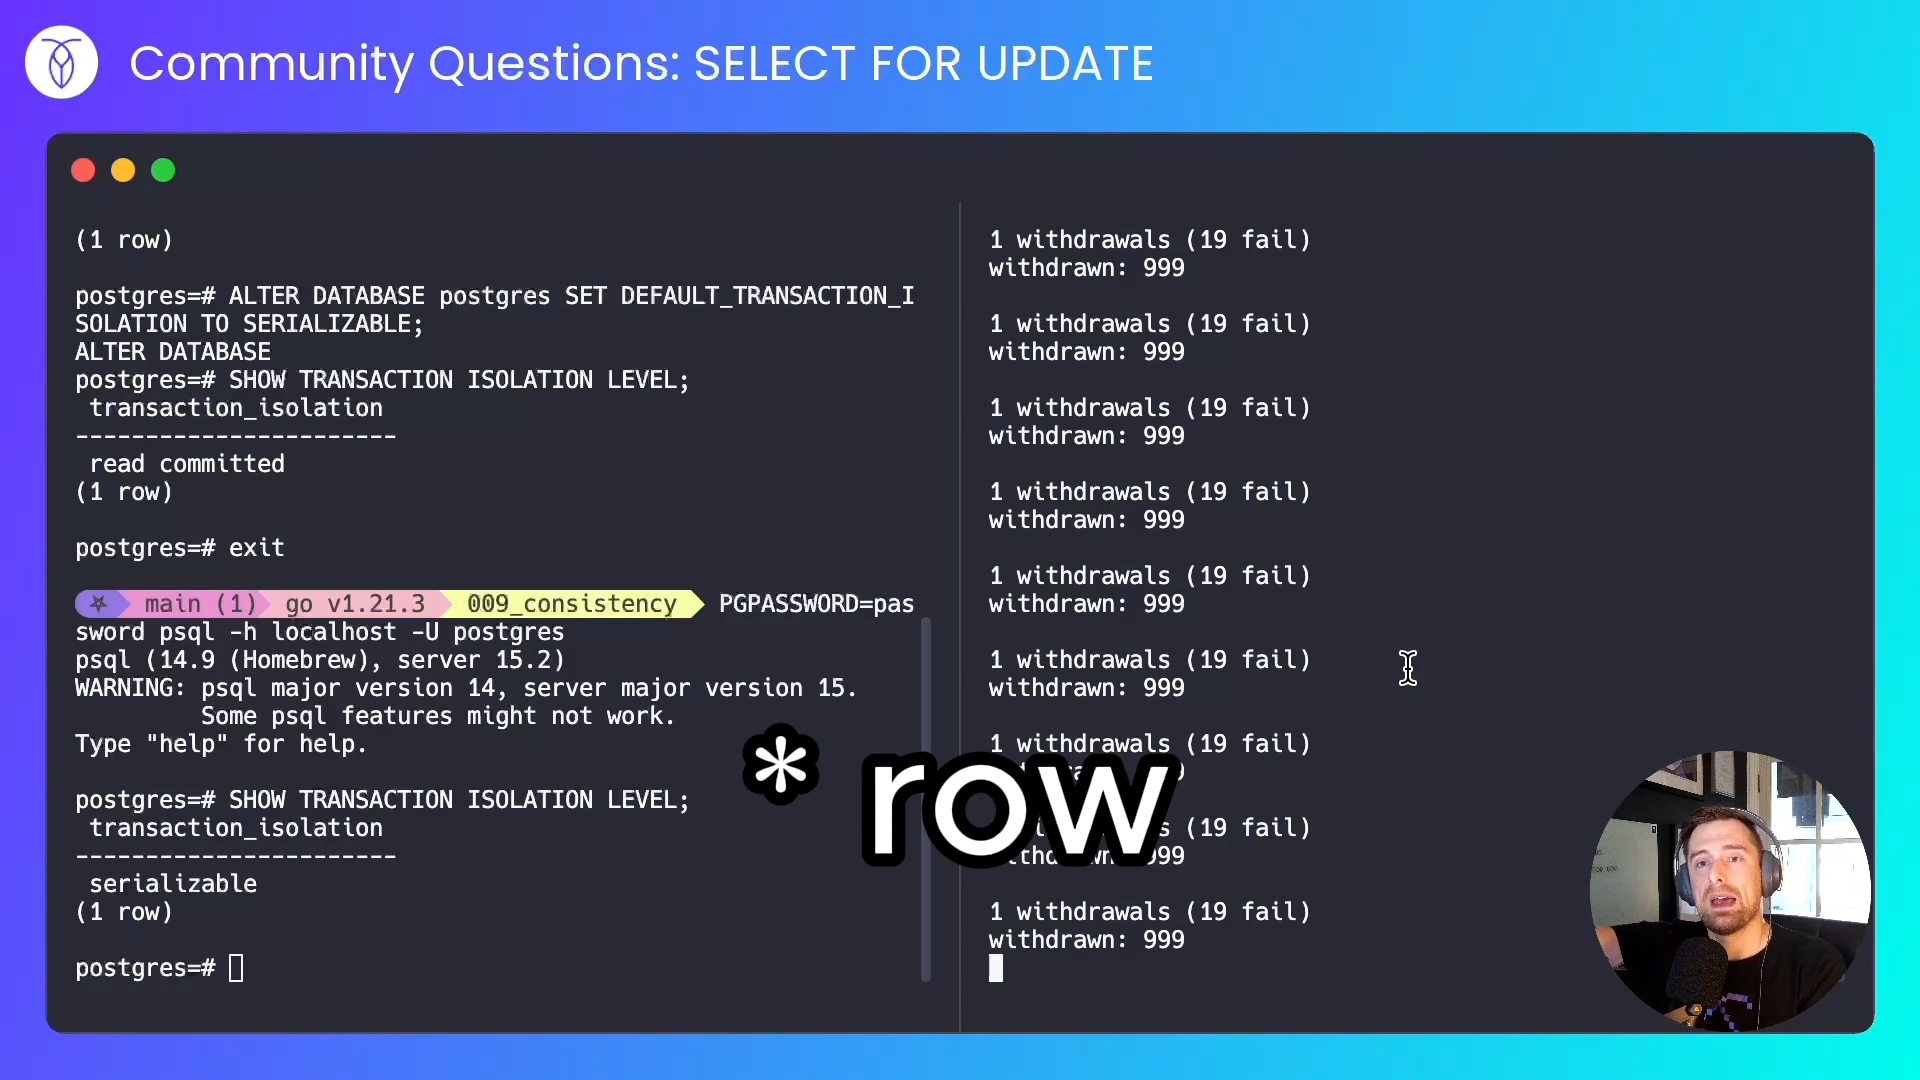 Community Questions: SELECT FOR UPDATE
(1 row)
postgres=# ALTER DATABASE postgres SET DEFAULT_TRANSACTION_I
SOLATION TO SERIALIZABLE;
ALTER DATABASE
postgres=# SHOW TRANSACTION ISOLATION LEVEL;
transaction_isolation
-----------------------
read committed
(1 row)
postgres=# exit
main (1) go v1.21.3 009_consistency PGPASSWORD=pas
sword psql -h localhost -U postgres
psql (14.9 (Homebrew), server 15.2)
WARNING: psql major version 14, server major version 15.
Some psql features might not work.
Type "help" for help.
postgres=# SHOW TRANSACTION ISOLATION LEVEL;
transaction_isolation
-----------------------
serializable
(1 row)
postgres=#
1 withdrawals (19 fail)
withdrawn: 999
1 withdrawals (19 fail)
withdrawn: 999
1 withdrawals (19 fail)
withdrawn: 999
1 withdrawals (19 fail)
withdrawn: 999
1 withdrawals (19 fail)
withdrawn: 999
1 withdrawals (19 fail)
withdrawn: 999
1 withdrawals (19 fail)
(19 fail)
999
1 withdrawals (19 fail)
withdrawn: 999
* row